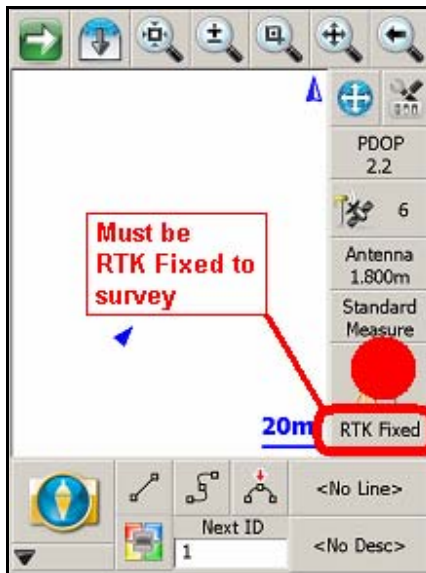 PDOP
2.2
6
Antenna
1.800m
Must be
RTK Fixed to
survey
Standard
Measure
20m
RTK Fixed
<No Line>
Next ID
1
<No Desc>